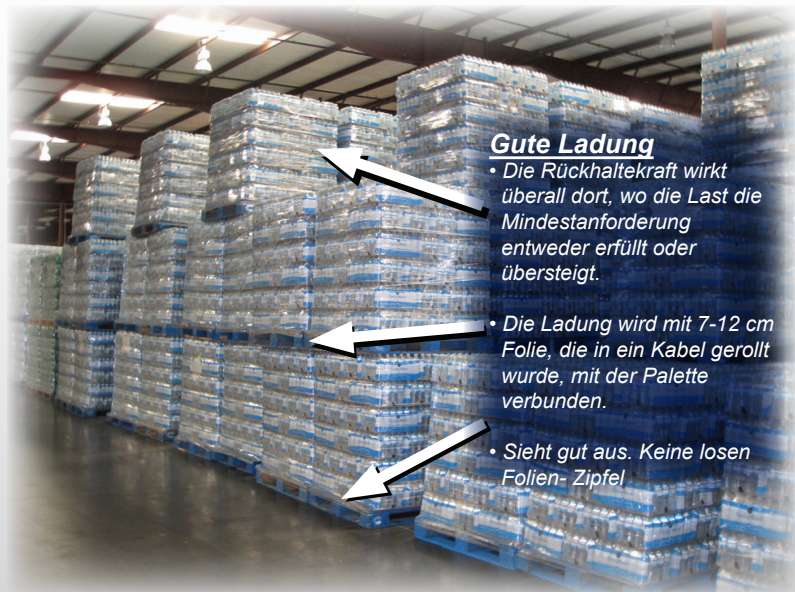 Gute Ladung
• Die Rückhaltekraft wirkt
überall dort, wo die Last die
Mindestanforderung
entweder erfüllt oder
übersteigt.
• Die Ladung wird mit 7-12 cm
Folie, die in ein Kabel gerollt
wurde, mit der Palette
verbunden.
• Sieht gut aus. Keine losen
Folien- Zipfel